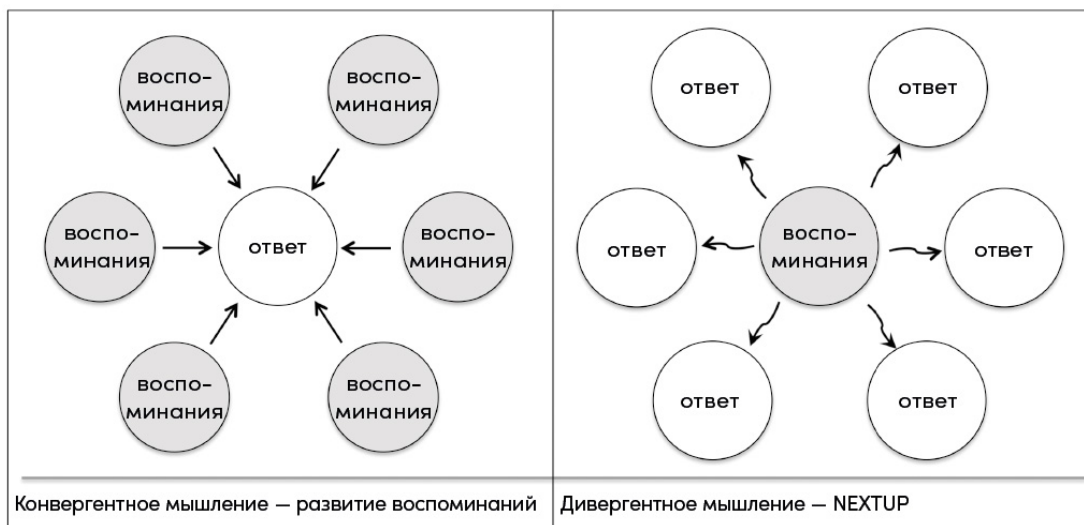 воспо-
минания
воспо-
минания
воспо-
минания
ответ
воспо-
минания
воспо-
минания
воспо-
минания
Конвергентное мышление — развитие воспоминаний
ответ
ответ
ответ
воспо-
минания
ответ
ответ
ответ
Дивергентное мышление — NEXTUP